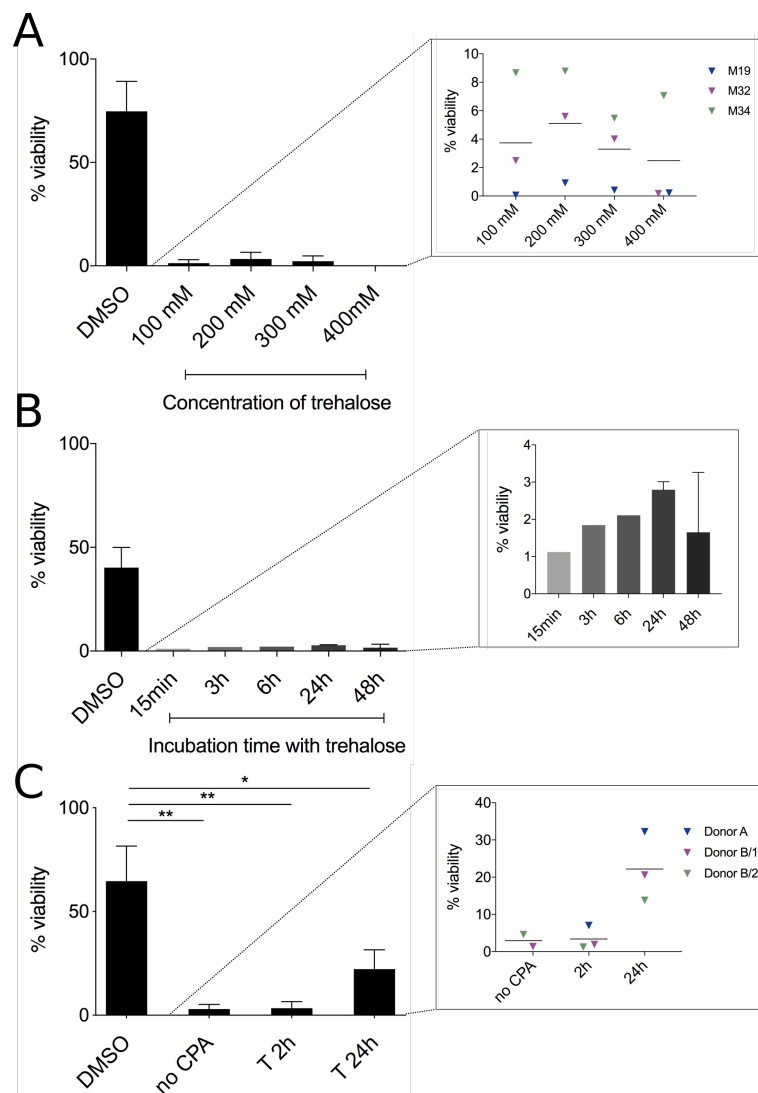 A
% viability
100
50
0
DMSO
100 mM
200 mM
300 mM
400mM
Concentration of trehalose
% viability
10
8
6
4
2
0
100 mM
200 mM
300 mM
400 mM
M19
M32
M34
B
% viability
100
50
0
DMSO
15min
3h
6h
24h
48h
Incubation time with trehalose
% viability
4
3
2
1
0
15min
3h
6h
24h
48h
C
*
**
**
% viability
100
50
0
DMSO
no CPA
T 2h
T 24h
% viability
40
30
20
10
0
no CPA
2h
24h
Donor A
Donor B/1
Donor B/2